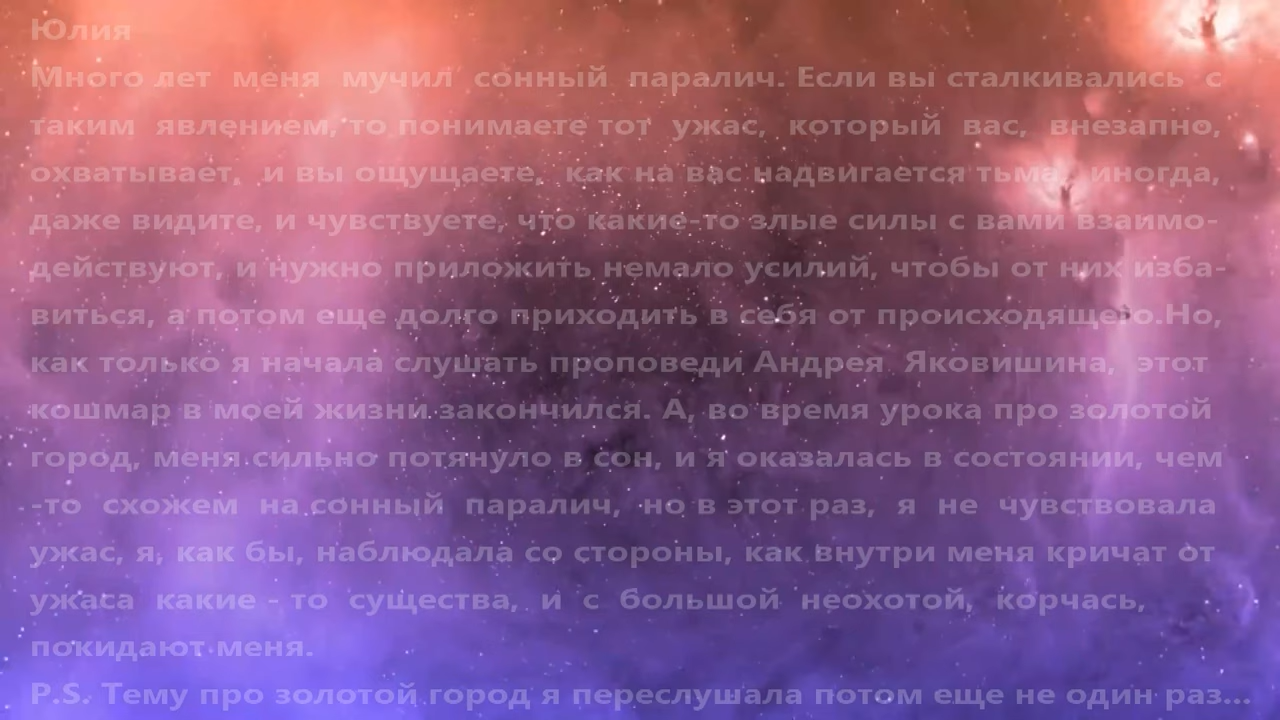 Юлия
Много лет меня мучил сонный паралич. Если вы сталкивались с
таким явлением, то понимаете тот ужас, который вас, внезапно,
охватывает, и вы ощущаете, как на вас надвигается тьма, иногда,
даже видите, и чувствуете, что какие-то злые силы с вами взаимо-
действуют, и нужно приложить немало усилий, чтобы от них изба-
виться, а потом еще долго приходить в себя от происходящего.Но,
как только я начала слушать проповеди Андрея Яковишина, этот
кошмар в моей жизни закончился. А, во время урока про золотой
город, меня сильно потянуло в сон, и я оказалась в состоянии, чем
-то схожем на сонный паралич, но в этот раз, я не чувствовала
ужас, я, как бы, наблюдала со стороны, как внутри меня кричат от
ужаса какие - то существа, и с большой неохотой, корчась,
покидают меня.
P.S. Тему про золотой город я переслушала потом еще не один раз...